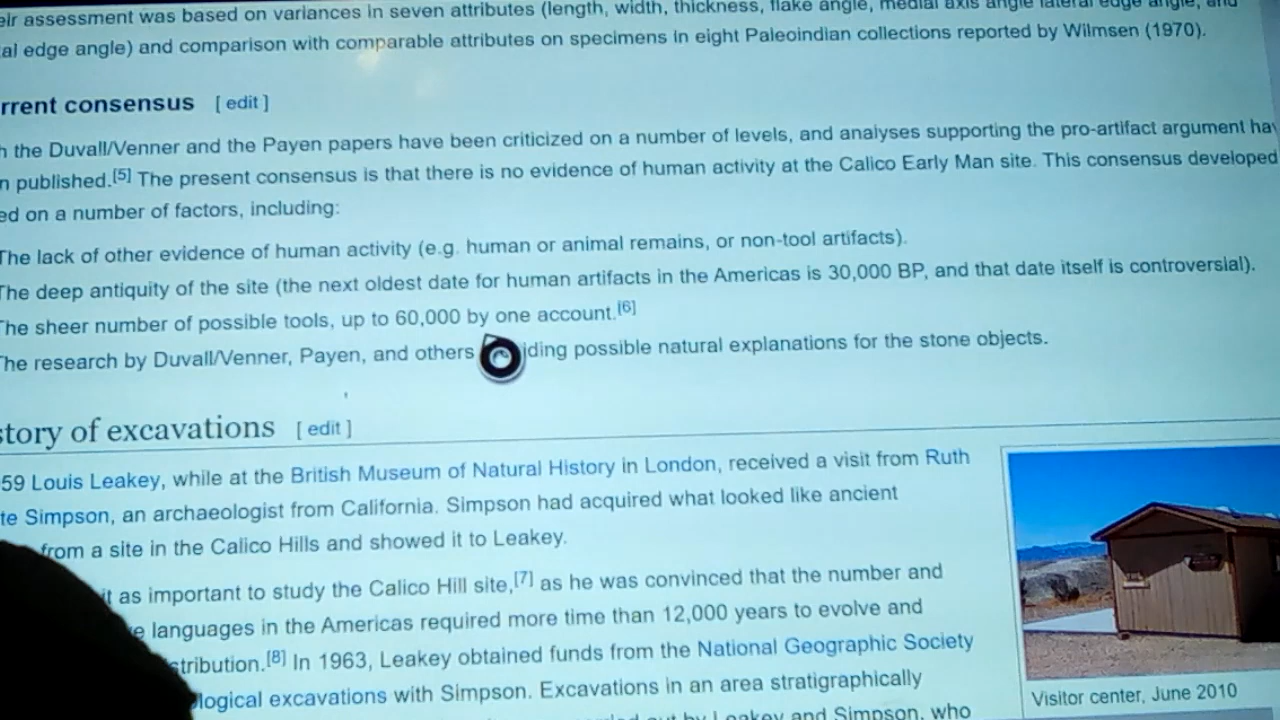 eir assessment was based on variances in seven attributes (length, width, thickness, flake angle, medial axis angle lateral edge angle, and
al edge angle) and comparison with comparable attributes on specimens in eight Paleoindian collections reported by Wilmsen (1970).
rrent consensus [ edit ]
h the Duvall/Venner and the Payen papers have been criticized on a number of levels, and analyses supporting the pro-artifact argument hav
n published.[5] The present consensus is that there is no evidence of human activity at the Calico Early Man site. This consensus developed
ed on a number of factors, including:
The lack of other evidence of human activity (e.g. human or animal remains, or non-tool artifacts).
The deep antiquity of the site (the next oldest date for human artifacts in the Americas is 30,000 BP, and that date itself is controversial).
The sheer number of possible tools, up to 60,000 by one account.[6]
The research by Duvall/Venner, Payen, and others iding possible natural explanations for the stone objects.
story of excavations [ edit ]
59 Louis Leakey, while at the British Museum of Natural History in London, received a visit from Ruth
te Simpson, an archaeologist from California. Simpson had acquired what looked like ancient
from a site in the Calico Hills and showed it to Leakey.
it as important to study the Calico Hill site,[7] as he was convinced that the number and
e languages in the Americas required more time than 12,000 years to evolve and
stribution.[8] In 1963, Leakey obtained funds from the National Geographic Society
logical excavations with Simpson. Excavations in an area stratigraphically
out by Leakey and Simpson, who
Visitor center, June 2010